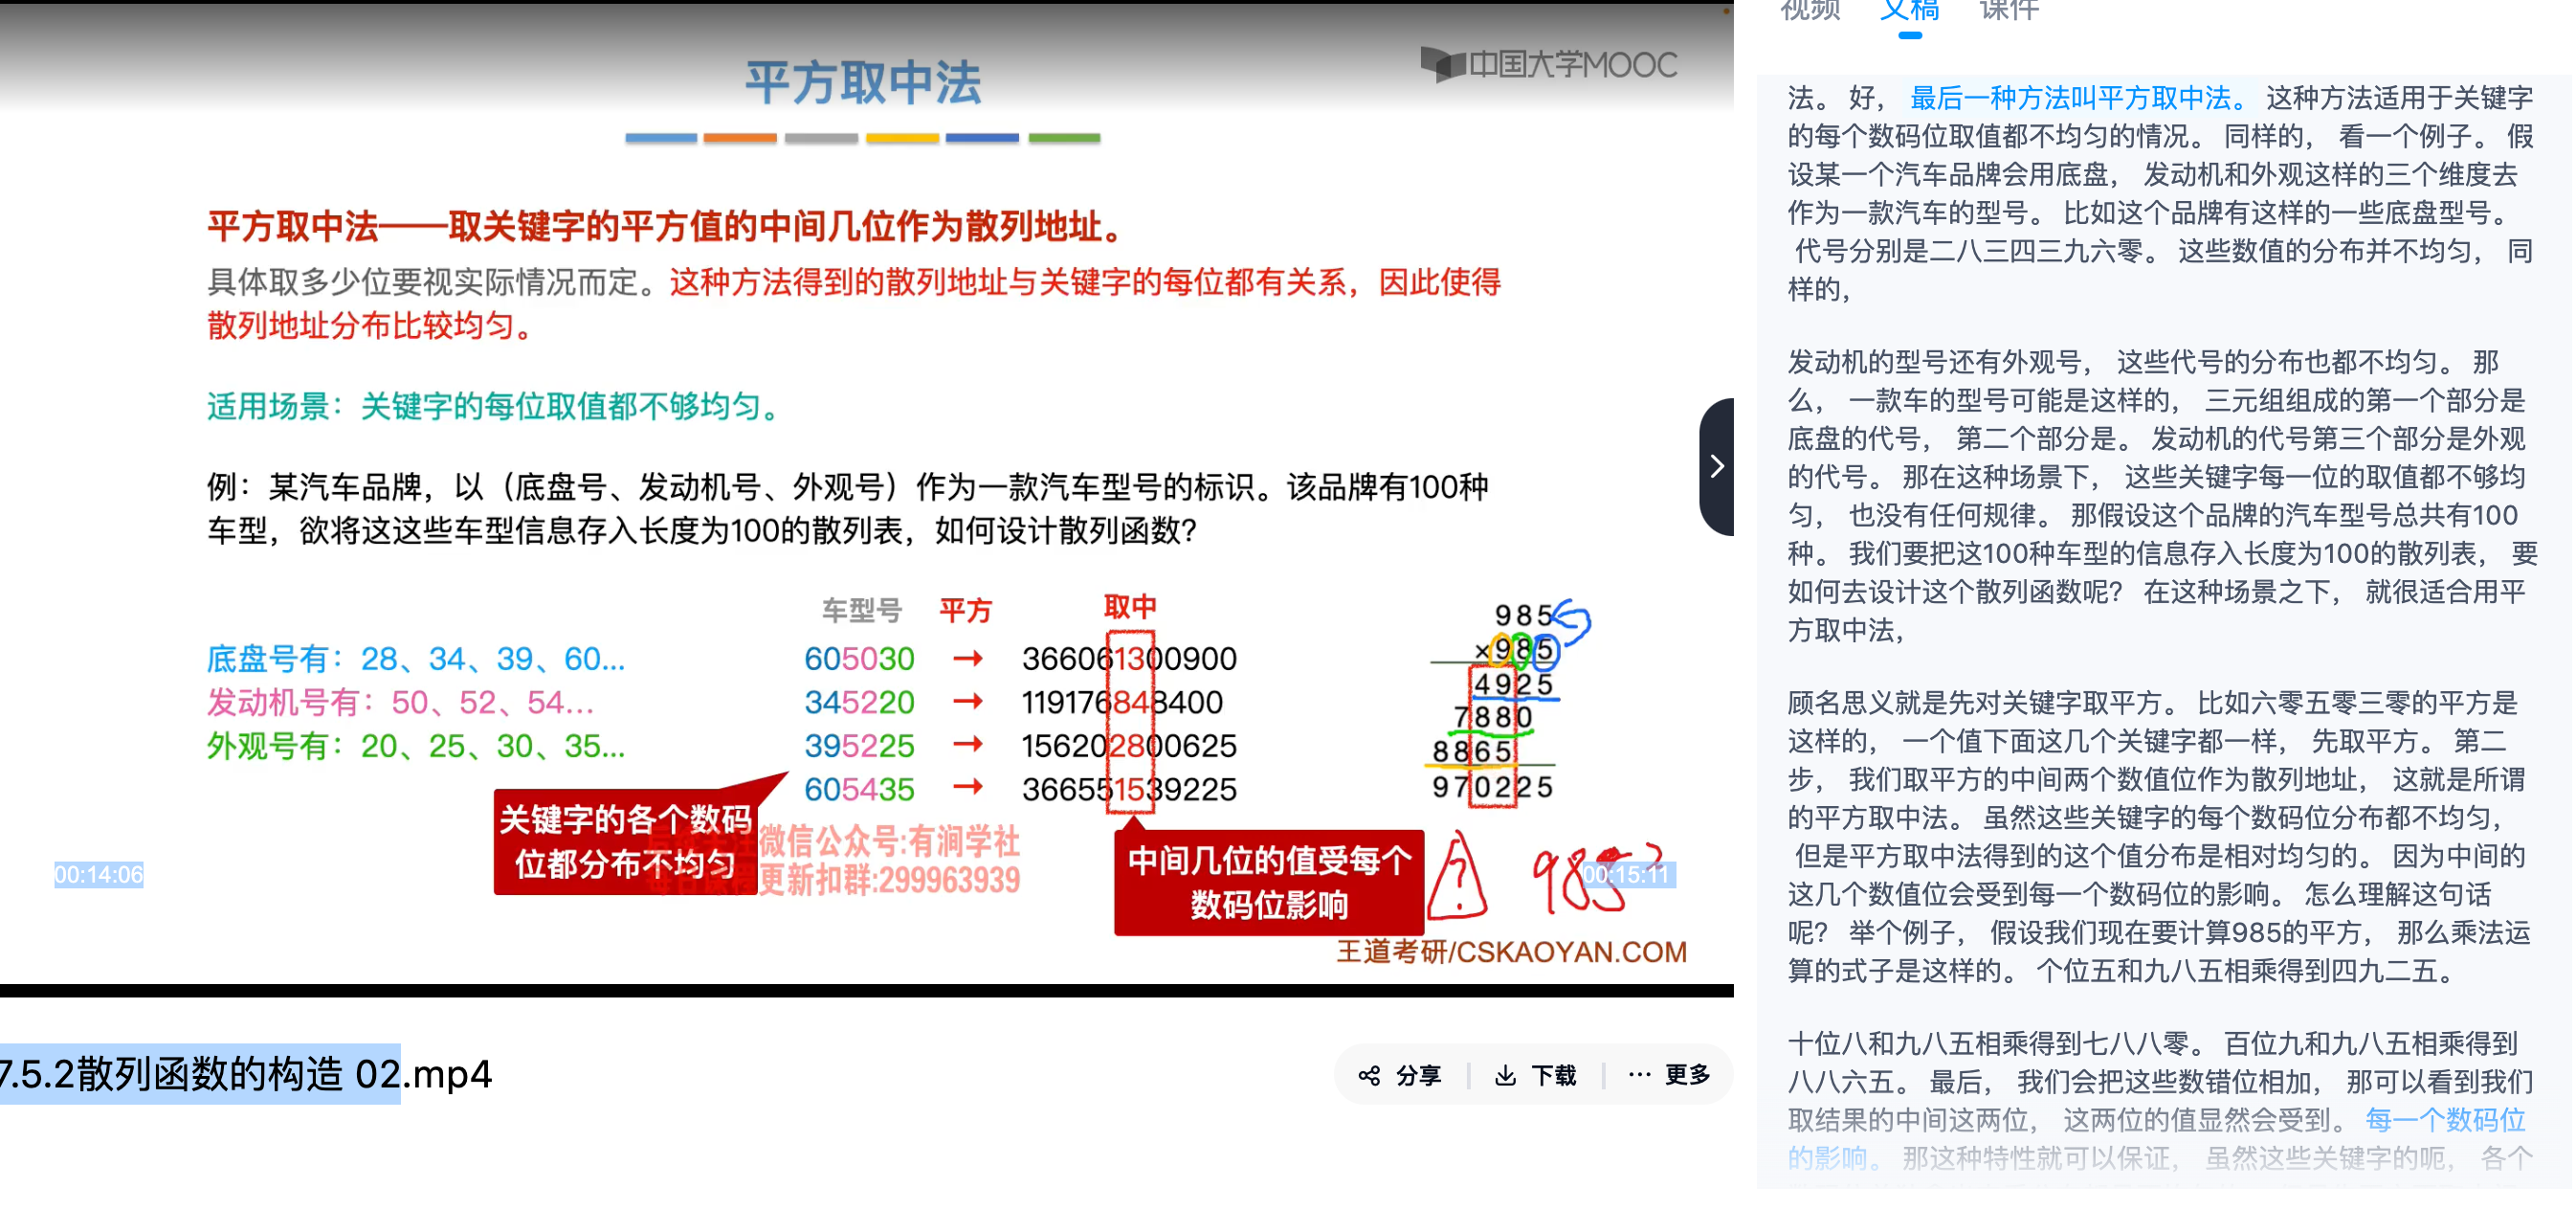 平方取中法
中国大学MOOC
平方取中法——取关键字的平方值的中间几位作为散列地址。
具体取多少位要视实际情况而定。这种方法得到的散列地址与关键字的每位都有关系，因此使得
散列地址分布比较均匀。
适用场景：关键字的每位取值都不够均匀。
例：某汽车品牌，以（底盘号、发动机号、外观号）作为一款汽车型号的标识。该品牌有100种
车型，欲将这这些车型信息存入长度为100的散列表，如何设计散列函数？
底盘号有：28、34、39、60...
发动机号有：50、52、54...
外观号有：20、25、30、35...
车型号 平方 取中
605030 → 366061300900
345220 → 119176848400
395225 → 156202800625
605435 → 366551539225
985
×985
4925
7880
8865
970225
关键字的各个数码
位都分布不均匀
微信公众号:有涧学社
更新扣群:299963939
中间几位的值受每个
数码位影响
? 985²
00:14:06
00:15:11
王道考研/CSKAOYAN.COM
7.5.2散列函数的构造 02.mp4
分享 下载 ··· 更多
视频 文稿 课件
法。 好， 最后一种方法叫平方取中法。 这种方法适用于关键字
的每个数码位取值都不均匀的情况。 同样的， 看一个例子。 假
设某一个汽车品牌会用底盘， 发动机和外观这样的三个维度去
作为一款汽车的型号。 比如这个品牌有这样的一些底盘型号。
代号分别是二八三四三九六零。 这些数值的分布并不均匀， 同
样的，
发动机的型号还有外观号， 这些代号的分布也都不均匀。 那
么， 一款车的型号可能是这样的， 三元组组成的第一个部分是
底盘的代号， 第二个部分是。 发动机的代号第三个部分是外观
的代号。 那在这种场景下， 这些关键字每一位的取值都不够均
匀， 也没有任何规律。 那假设这个品牌的汽车型号总共有100
种。 我们要把这100种车型的信息存入长度为100的散列表， 要
如何去设计这个散列函数呢？ 在这种场景之下， 就很适合用平
方取中法，
顾名思义就是先对关键字取平方。 比如六零五零三零的平方是
这样的， 一个值下面这几个关键字都一样， 先取平方。 第二
步， 我们取平方的中间两个数值位作为散列地址， 这就是所谓
的平方取中法。 虽然这些关键字的每个数码位分布都不均匀，
但是平方取中法得到的这个值分布是相对均匀的。 因为中间的
这几个数值位会受到每一个数码位的影响。 怎么理解这句话
呢？ 举个例子， 假设我们现在要计算985的平方， 那么乘法运
算的式子是这样的。 个位五和九八五相乘得到四九二五。
十位八和九八五相乘得到七八八零。 百位九和九八五相乘得到
八八六五。 最后， 我们会把这些数错位相加， 那可以看到我们
取结果的中间这两位， 这两位的值显然会受到。 每一个数码位
的影响。 那这种特性就可以保证， 虽然这些关键字的呃， 各个